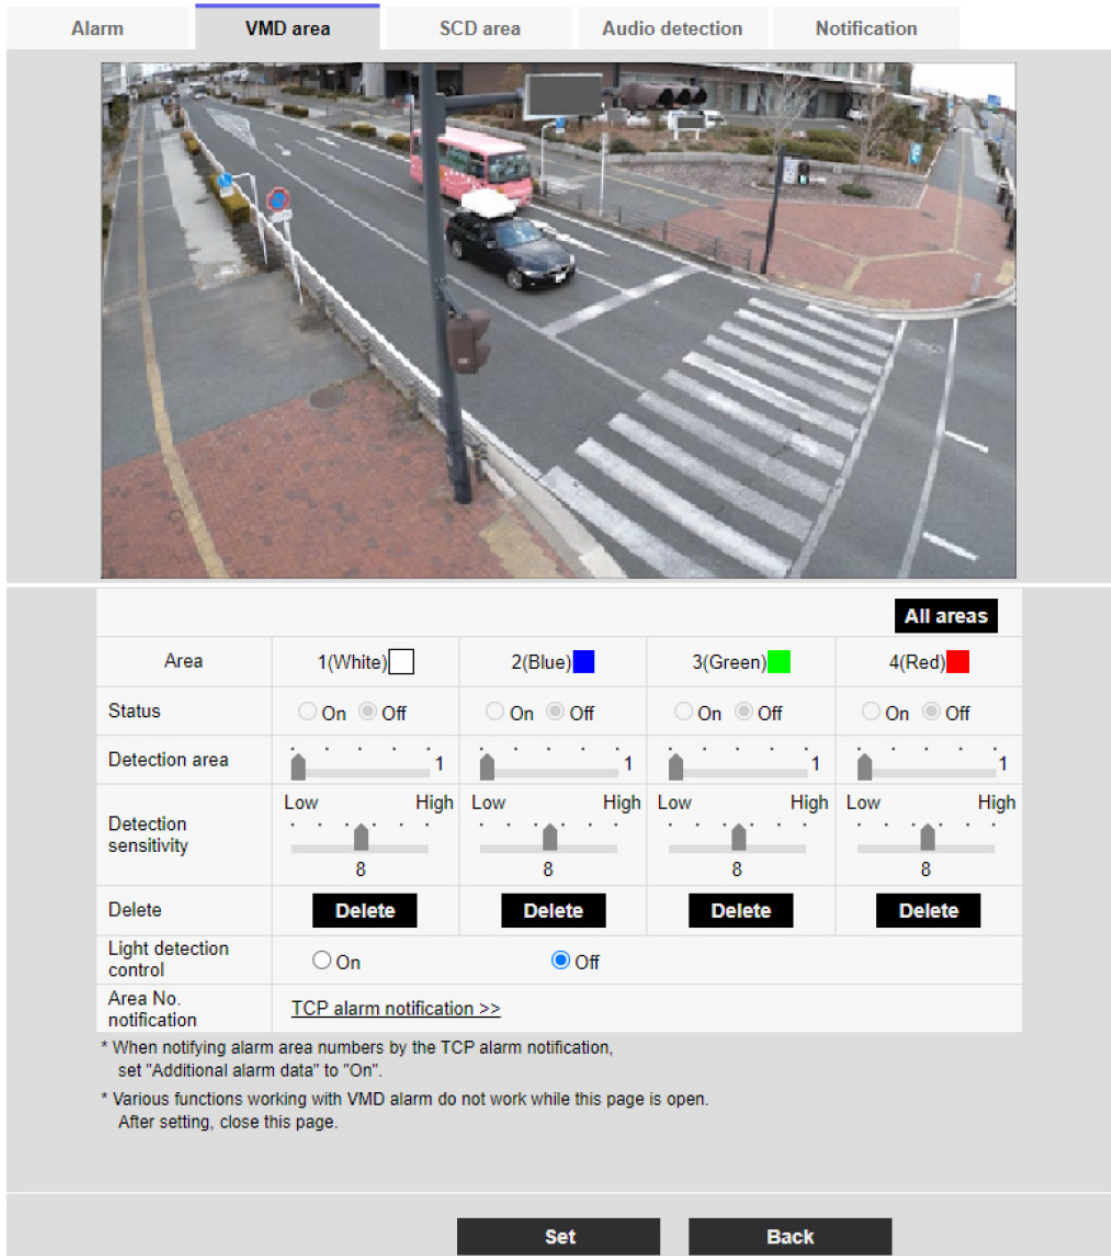 Alarm VMD area SCD area Audio detection Notification
All areas
Area 1(White) 2(Blue) 3(Green) 4(Red)
Status On Off On Off On Off On Off
Detection area 1 1 1 1
Low High Low High Low High Low High
Detection
sensitivity
8 8 8 8
Delete Delete Delete Delete Delete
Light detection
control
On Off
Area No.
notification
TCP alarm notification >>
* When notifying alarm area numbers by the TCP alarm notification,
set "Additional alarm data" to "On".
* Various functions working with VMD alarm do not work while this page is open.
After setting, close this page.
Set Back